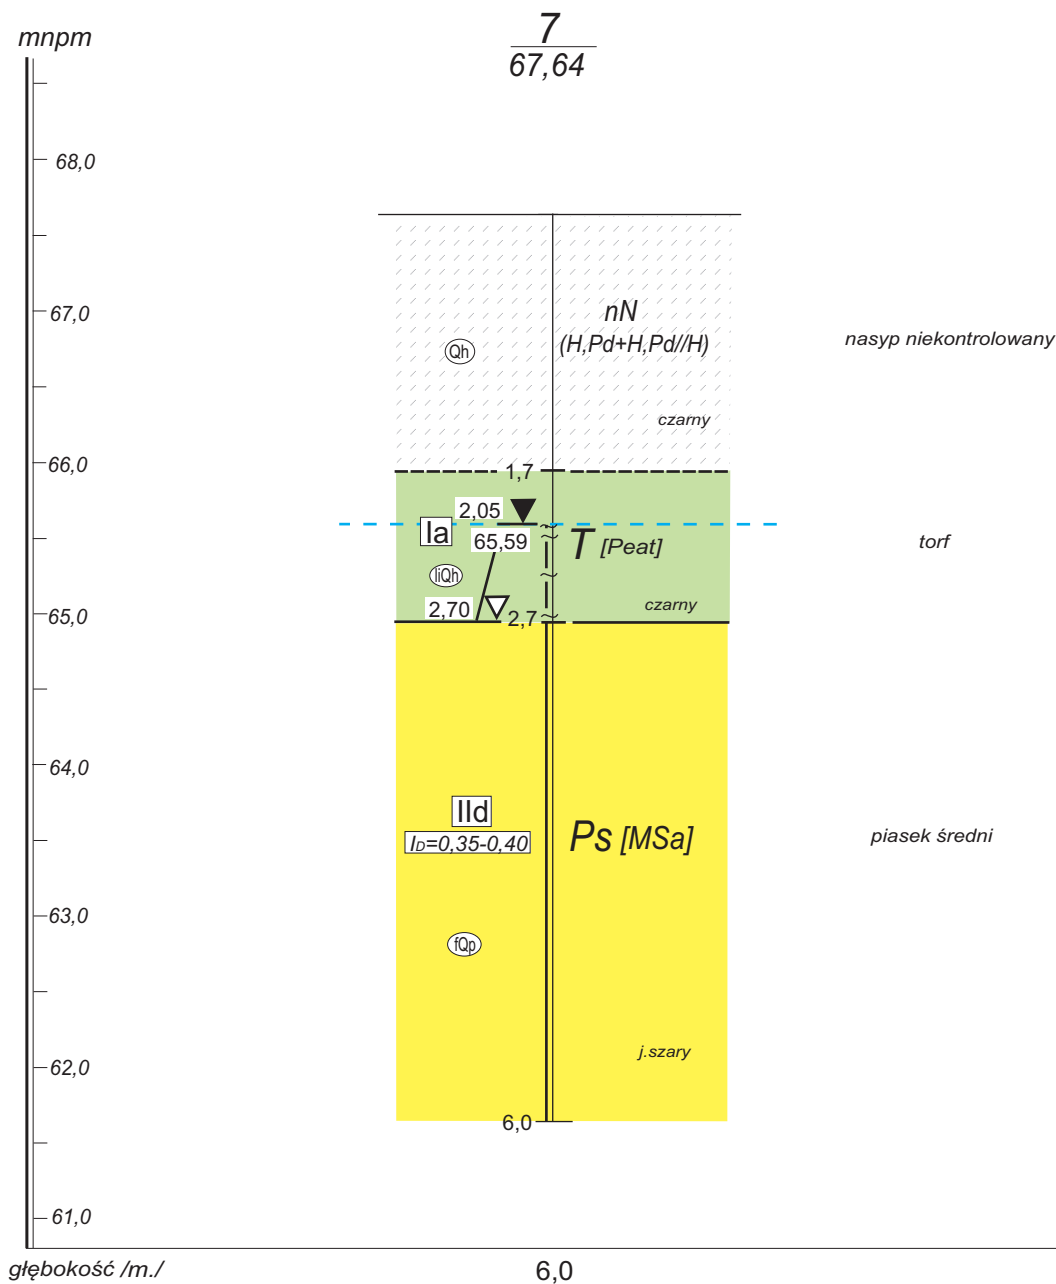 mnpm
7
67,64
68,0
67,0
nN
(H,Pd+H,Pd//H)
nasyp niekontrolowany
Qh
czarny
66,0
1,7
2,05
Ia
65,59
T [Peat]
torf
liQh
2,70
2,7
czarny
65,0
64,0
IId
ID=0,35-0,40
Ps [MSa]
piasek średni
63,0
fQp
j.szary
62,0
6,0
61,0
głębokość /m./
6,0